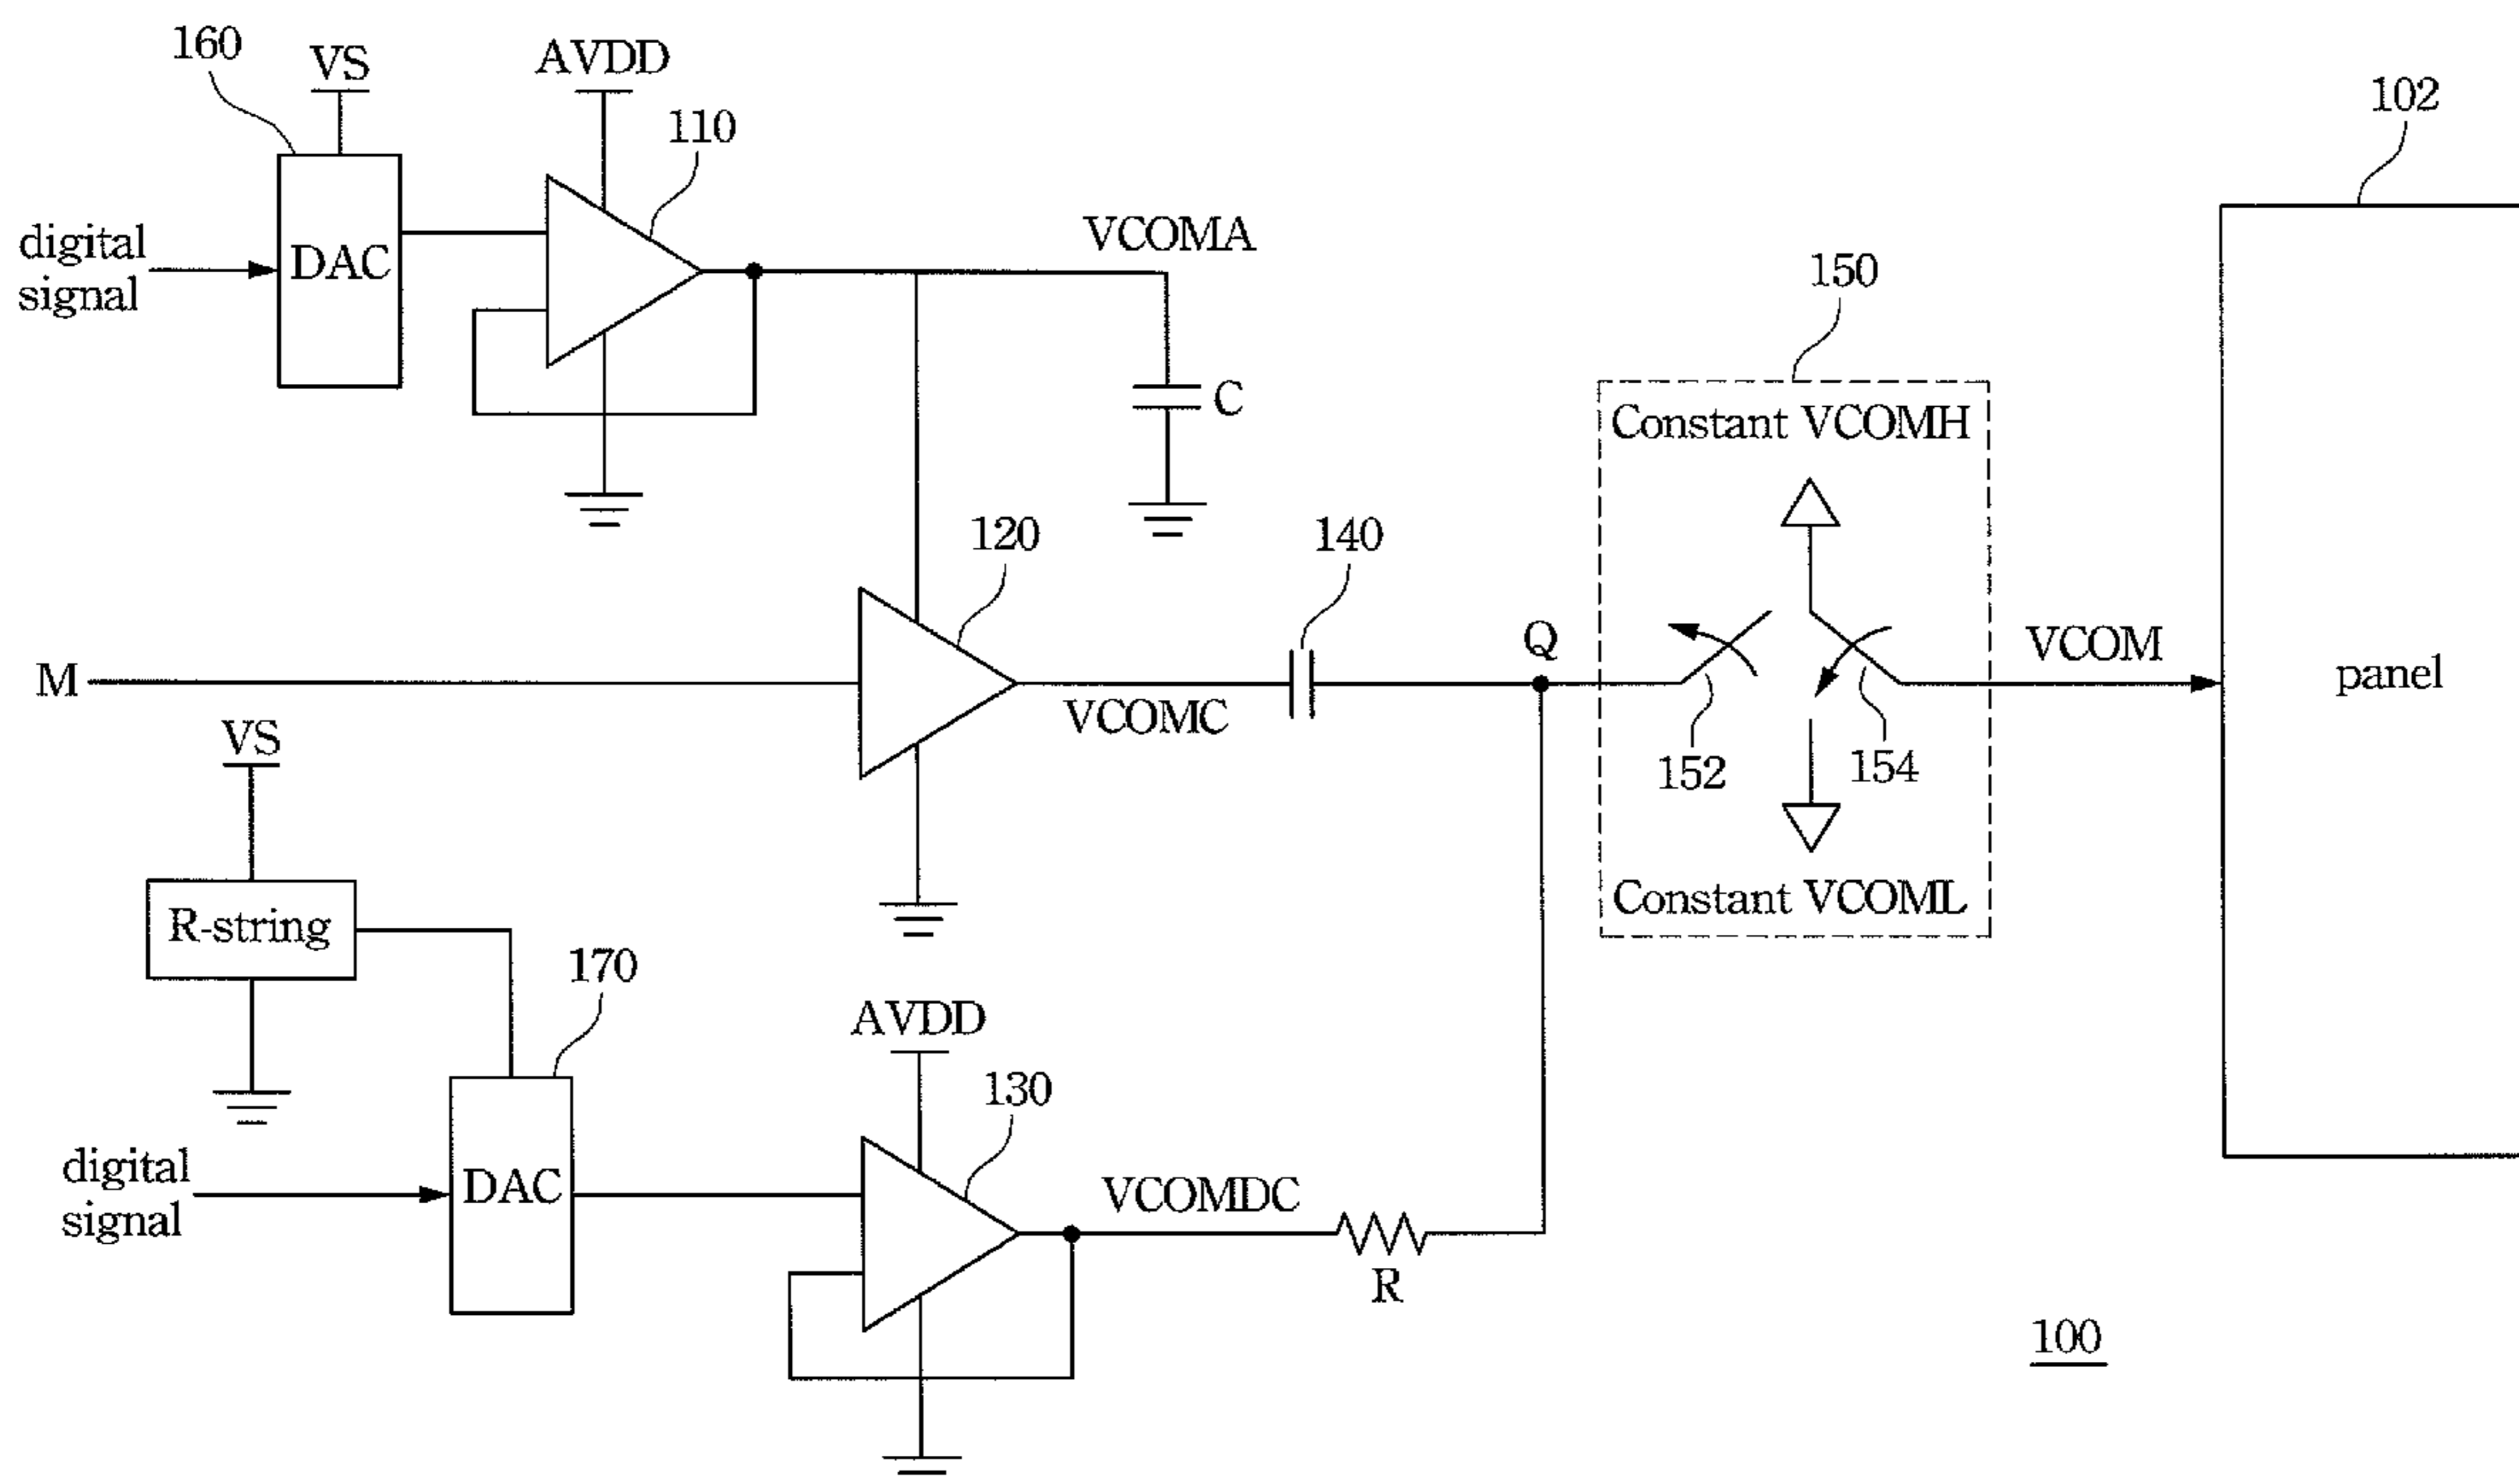 160
VS
AVDD
110
102
digital
signal
DAC
VCOMA
150
C
Constant VCOMH
120
140
Q
VCOM
M
VCOMC
panel
152
154
VS
Constant VCOML
R-string
170
AVDD
130
digital
signal
DAC
VCOMDC
R
100